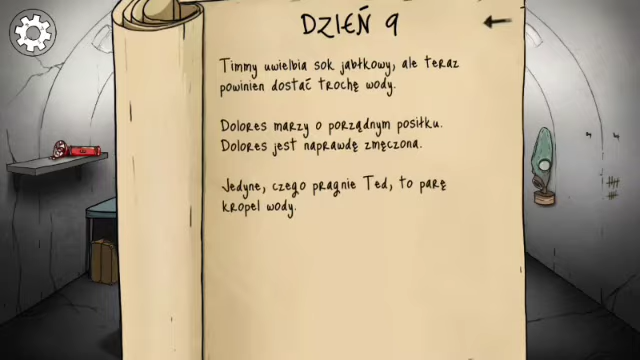 DZIEŃ 9
Timmy uwielbia sok jabłkowy, ale teraz
powinien dostać trochę wody.
Dolores marzy o porządnym posiłku.
Dolores jest naprawdę zmęczona.
Jedyne, czego pragnie Ted, to parę
kropel wody.